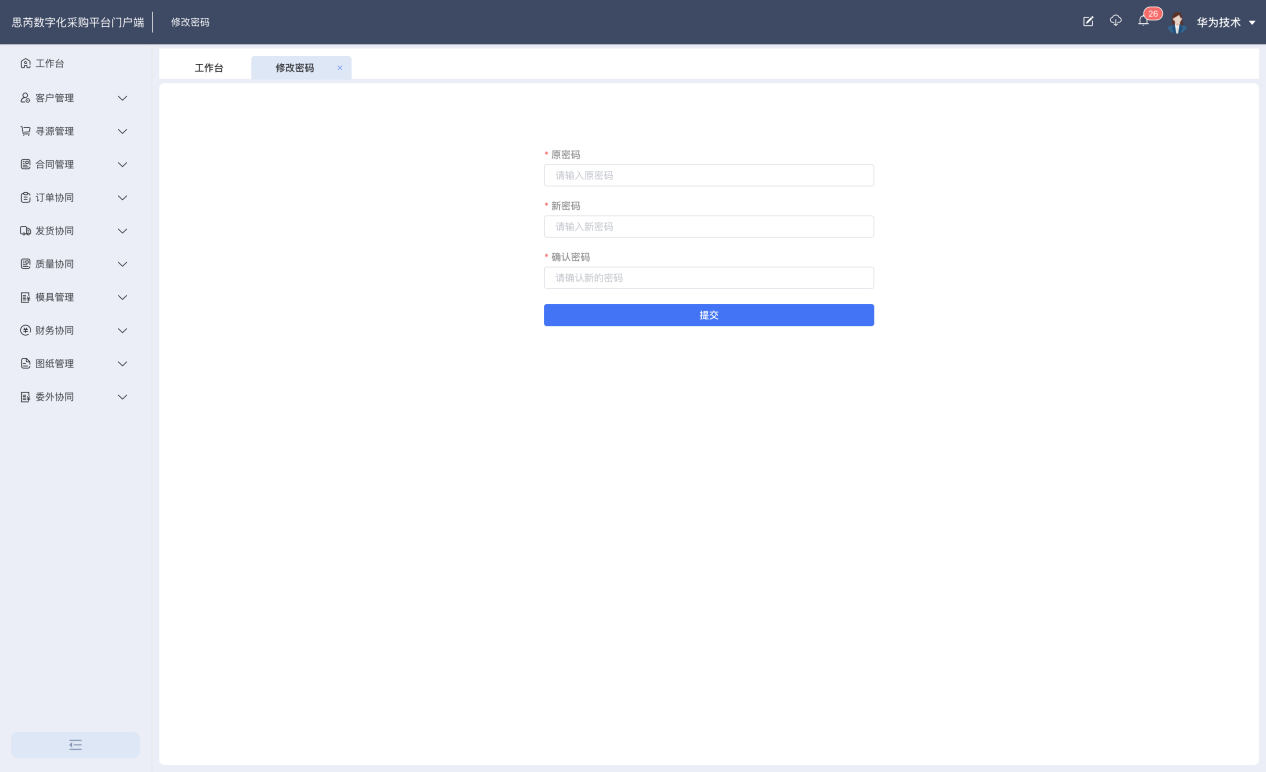 思芮数字化采购平台门户端 修改密码 26 华为技术
工作台
客户管理
寻源管理
合同管理
订单协同
发货协同
质量协同
模具管理
财务协同
图纸管理
委外协同
工作台 修改密码 ×
* 原密码
请输入原密码
* 新密码
请输入新密码
* 确认密码
请确认新的密码
提交